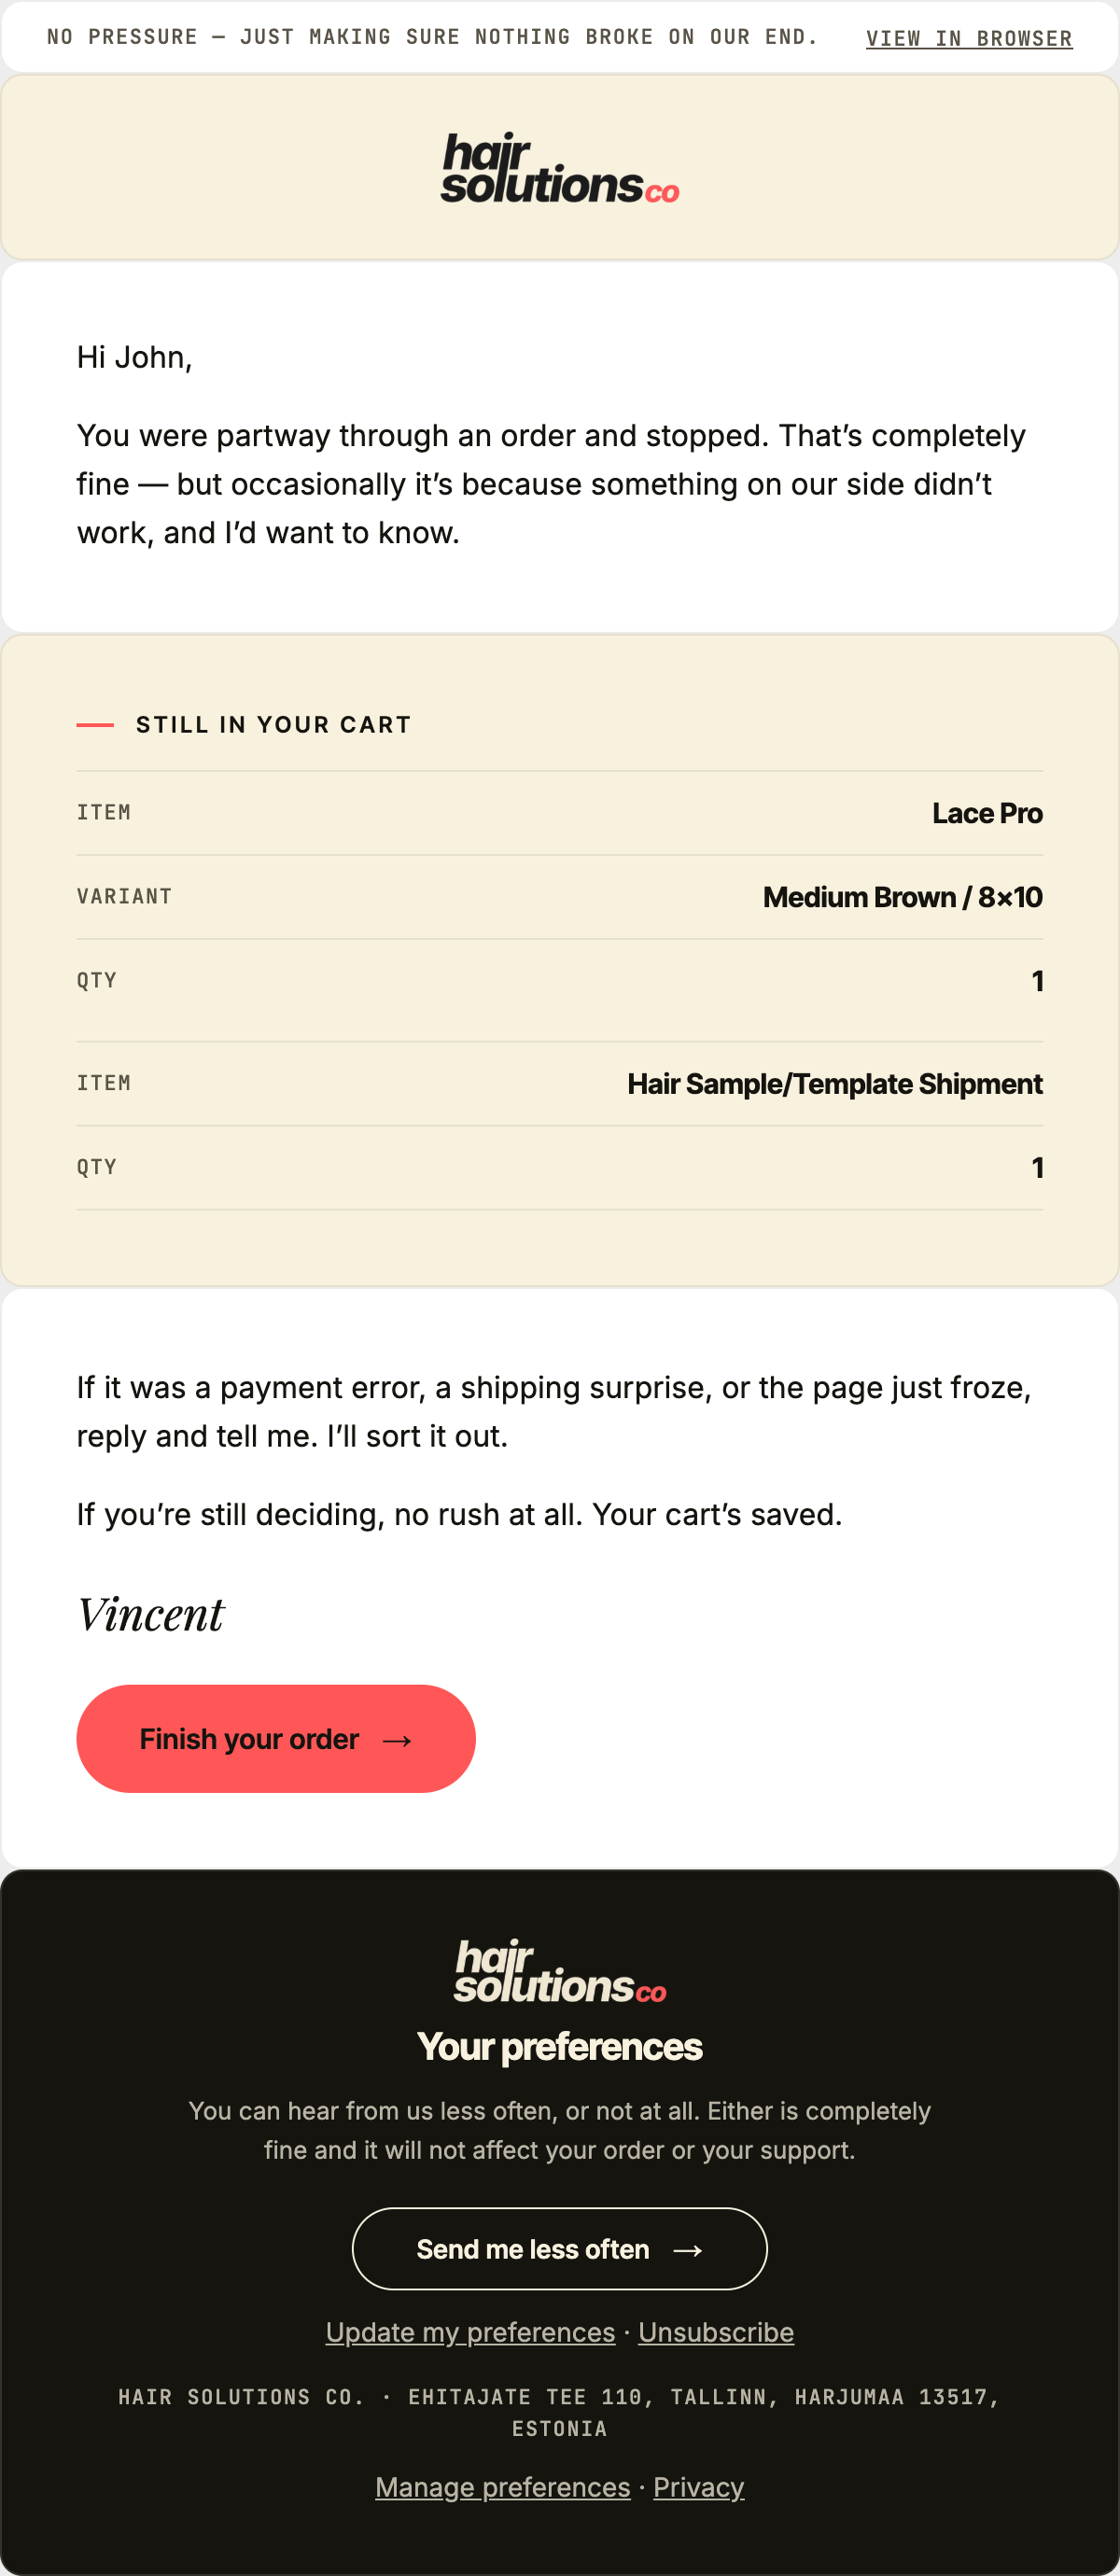 NO PRESSURE — JUST MAKING SURE NOTHING BROKE ON OUR END.
VIEW IN BROWSER
hair
solutions co
Hi John,
You were partway through an order and stopped. That’s completely
fine — but occasionally it’s because something on our side didn’t
work, and I’d want to know.
STILL IN YOUR CART
ITEM Lace Pro
VARIANT Medium Brown / 8×10
QTY 1
ITEM Hair Sample/Template Shipment
QTY 1
If it was a payment error, a shipping surprise, or the page just froze,
reply and tell me. I’ll sort it out.
If you’re still deciding, no rush at all. Your cart’s saved.
Vincent
Finish your order →
hair
solutions co
Your preferences
You can hear from us less often, or not at all. Either is completely
fine and it will not affect your order or your support.
Send me less often →
Update my preferences · Unsubscribe
HAIR SOLUTIONS CO. · EHITAJATE TEE 110, TALLINN, HARJUMAA 13517,
ESTONIA
Manage preferences · Privacy